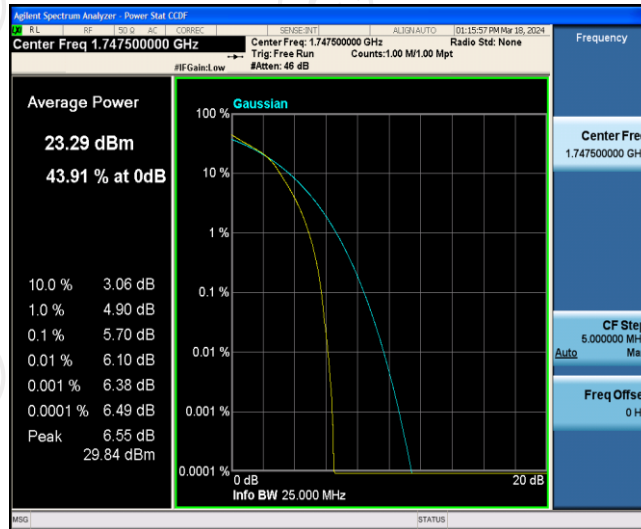 Agilent Spectrum Analyzer - Power Stat CCDF
RL RF 50 Ω AC CORREC SENSE:INT ALIGNAUTO 01:15:57 PM Mar 18, 2024
Center Freq 1.747500000 GHz
Center Freq: 1.747500000 GHz Radio Std: None
Trig: Free Run Counts:1.00 M/1.00 Mpt
#IFGain:Low #Atten: 46 dB
Frequency
Average Power
23.29 dBm
43.91 % at 0dB
10.0 % 3.06 dB
1.0 % 4.90 dB
0.1 % 5.70 dB
0.01 % 6.10 dB
0.001 % 6.38 dB
0.0001 % 6.49 dB
Peak 6.55 dB
29.84 dBm
Gaussian
100 %
10 %
1 %
0.1 %
0.01 %
0.001 %
0.0001 %
0 dB 20 dB
Info BW 25.000 MHz
Center Fre
1.747500000 GH
CF Step
5.000000 MH
Auto Ma
Freq Offse
0 H
MSG STATUS